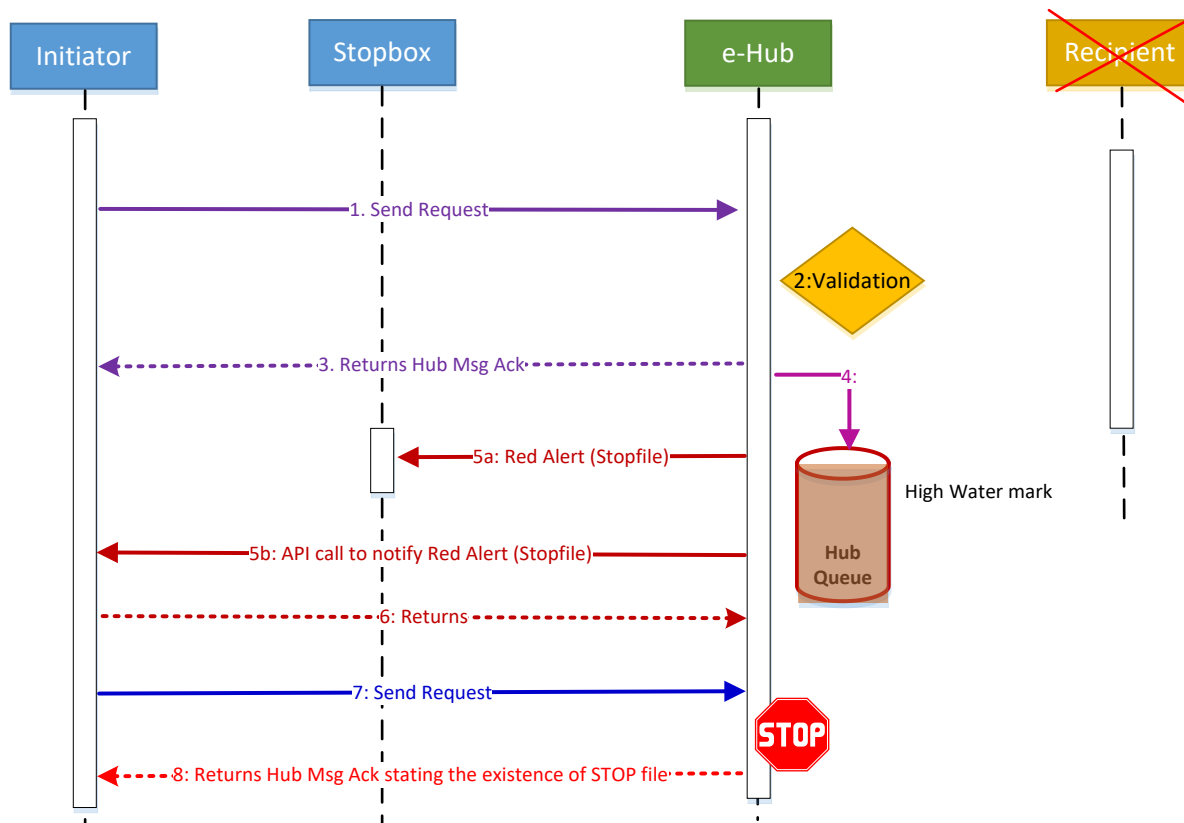 Initiator
Stopbox
e-Hub
Recipient
1. Send Request
2:Validation
3. Returns Hub Msg Ack
4:
5a: Red Alert (Stopfile)
High Water mark
5b: API call to notify Red Alert (Stopfile)
Hub
Queue
6: Returns
7: Send Request
STOP
8: Returns Hub Msg Ack stating the existence of STOP file